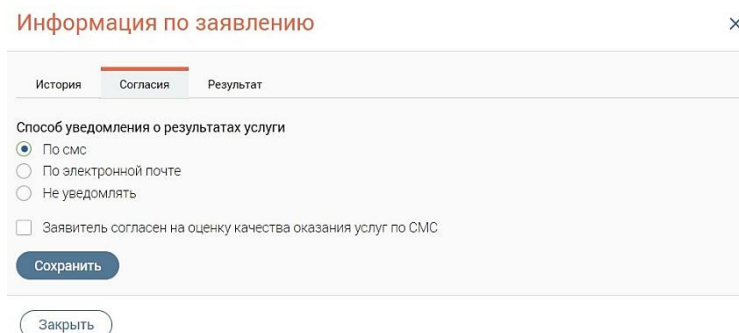 Информация по заявлению
История Согласия Результат
Способ уведомления о результатах услуги
По смс
По электронной почте
Не уведомлять
Заявитель согласен на оценку качества оказания услуг по СМС
Сохранить
Закрыть